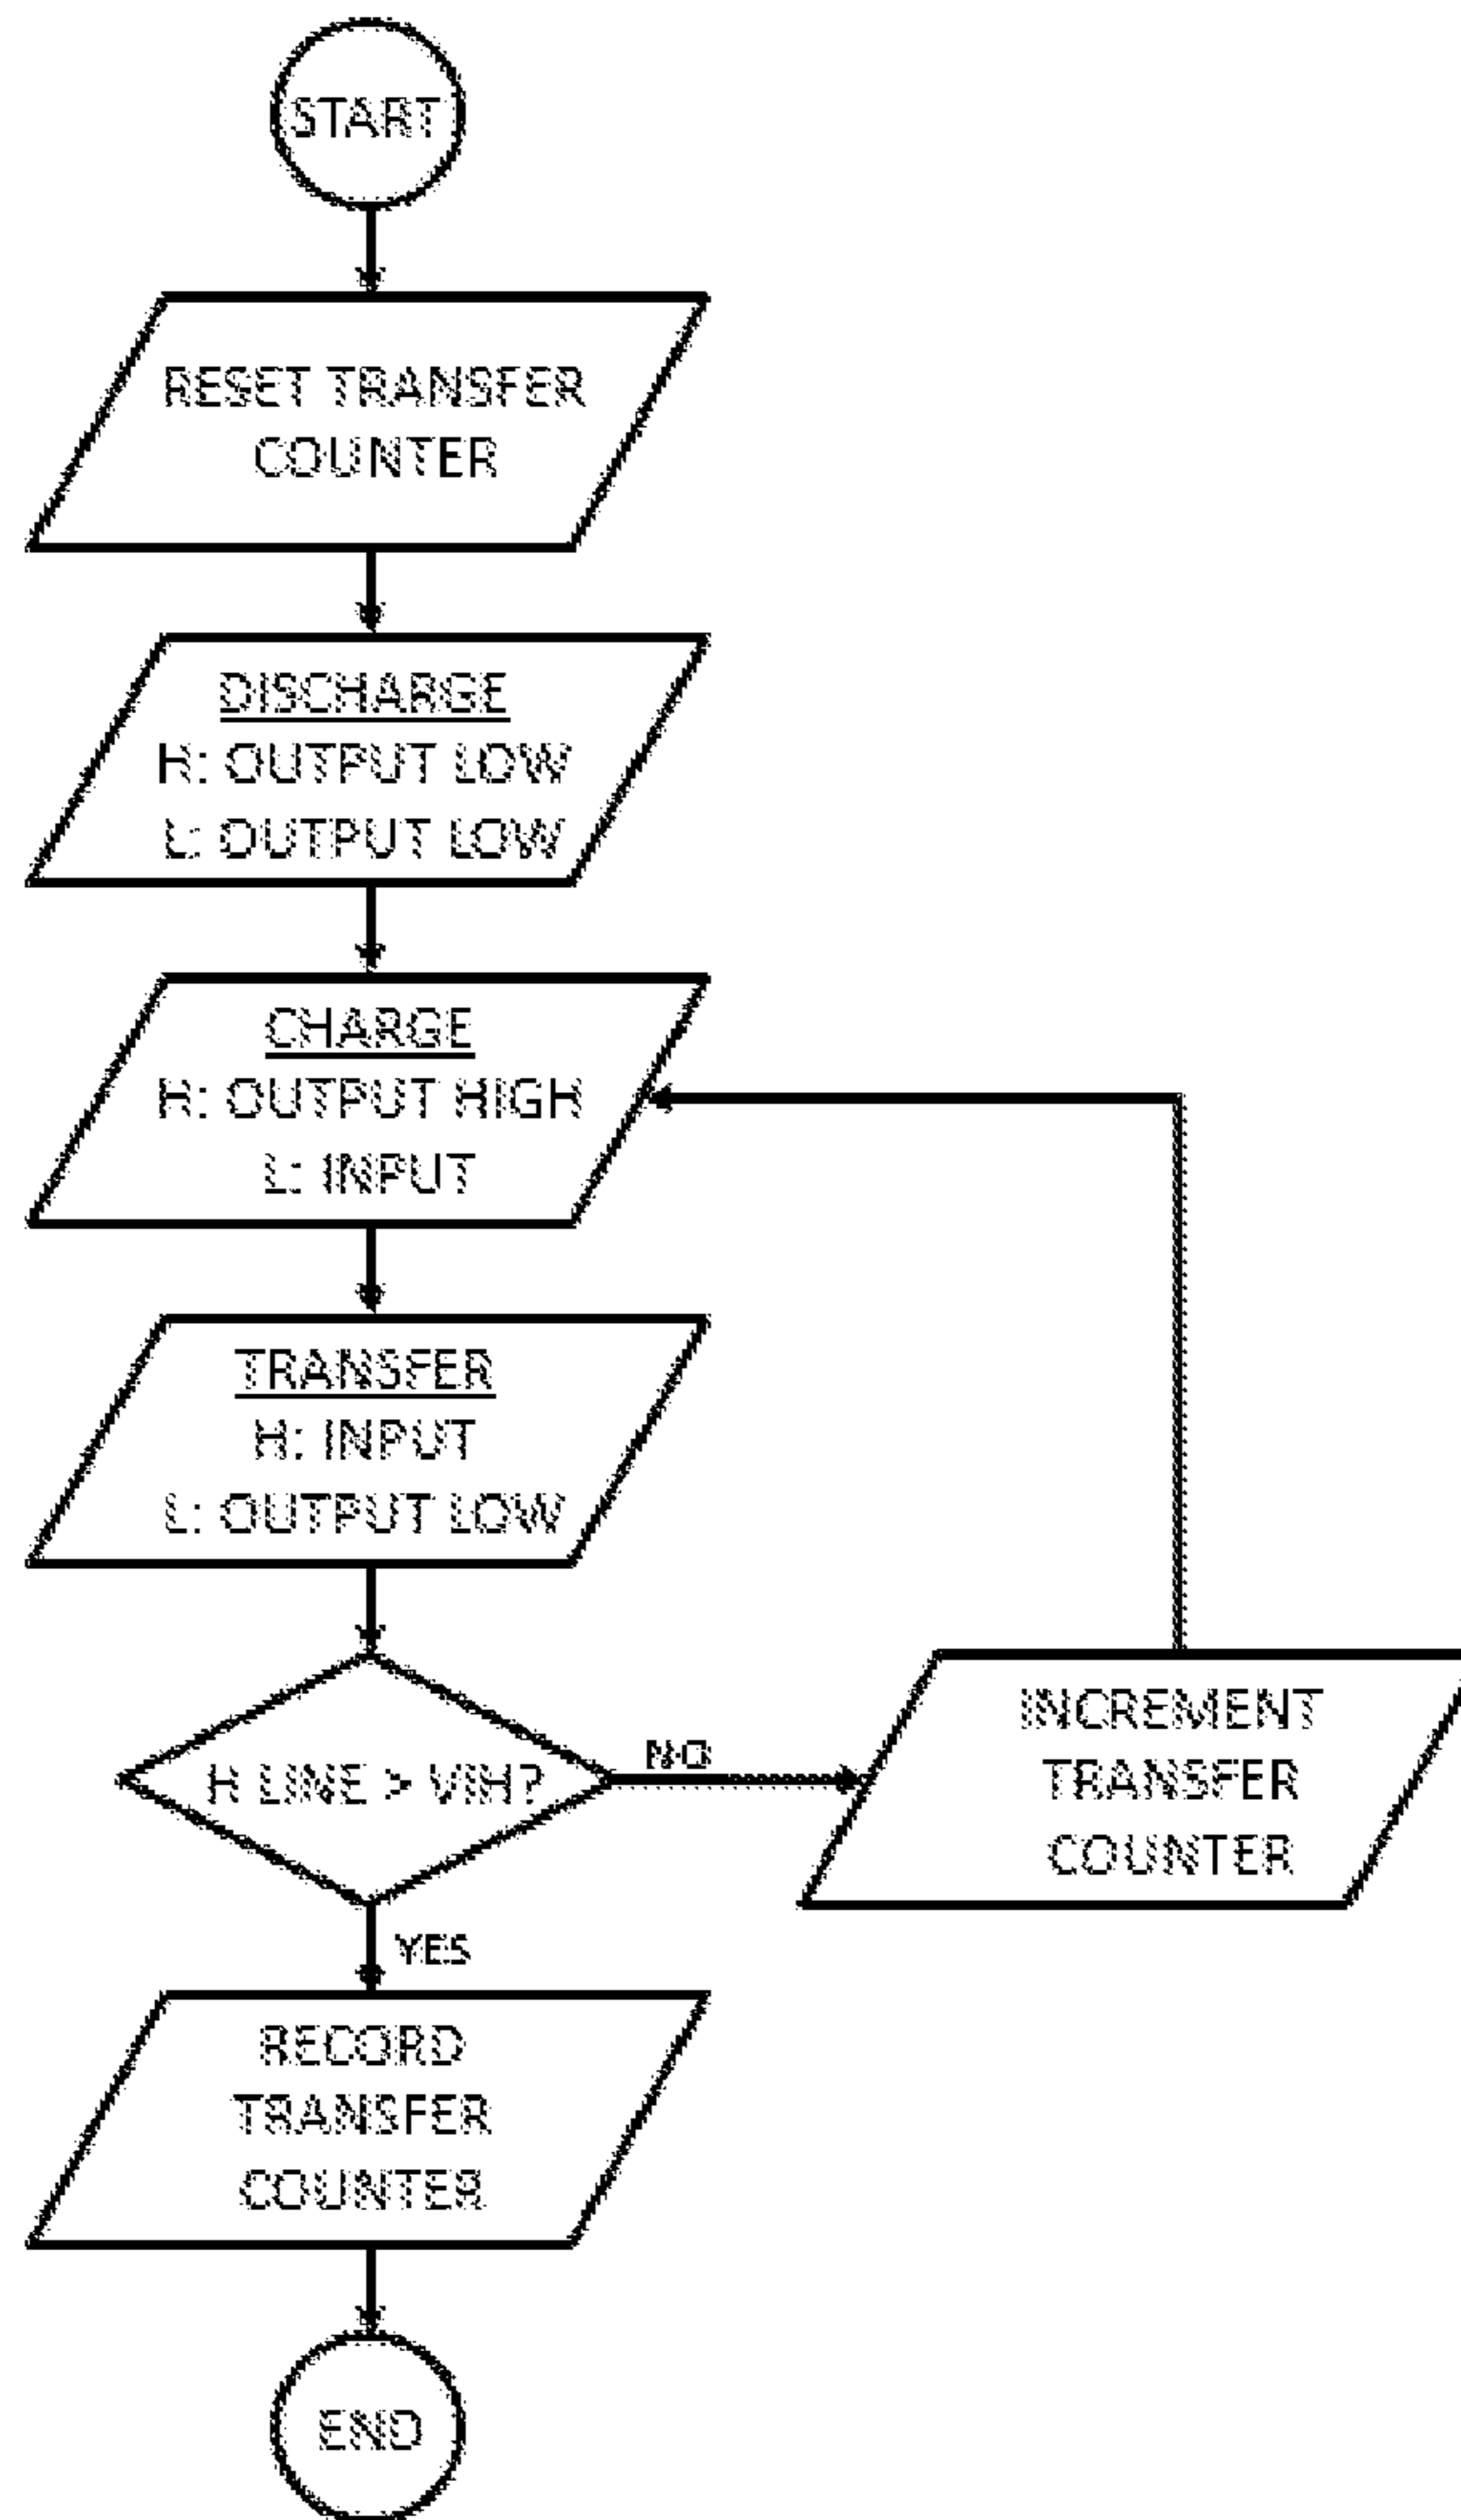 START
RESET TRANSFER
COUNTER
DISCHARGE
H: OUTPUT LOW
L: OUTPUT LOW
CHARGE
H: OUTPUT HIGH
L: INPUT
TRANSFER
H: INPUT
L: OUTPUT LOW
H LINE > VIH?
NO
INCREMENT
TRANSFER
COUNTER
YES
RECORD
TRANSFER
COUNTER
END